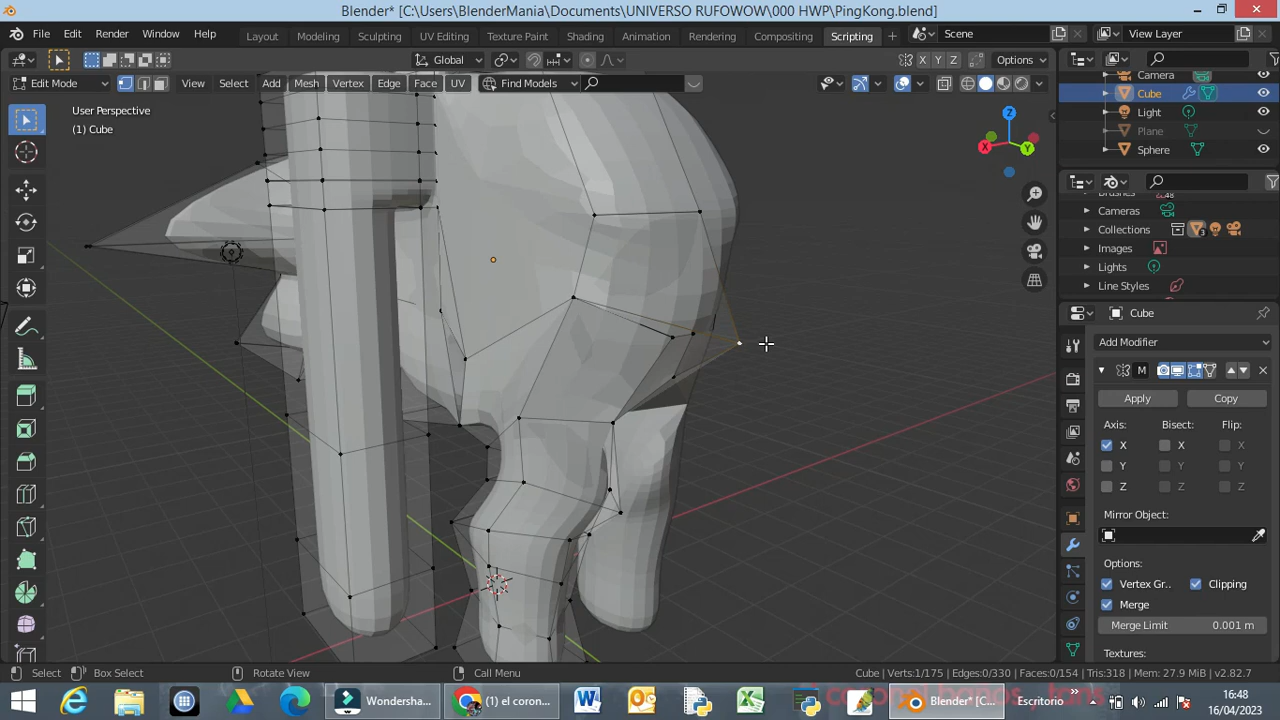 Blender* [C:\Users\BlenderMania\Documents\UNIVERSO RUFOWOW\000 HWP\PingKong.blend]
File Edit Render Window Help Layout Modeling Sculpting UV Editing Texture Paint Shading Animation Rendering Compositing Scripting + Scene View Layer
Global X Y Z Options
Edit Mode View Select Add Mesh Vertex Edge Face UV Find Models
User Perspective
(1) Cube
Camera
Cube
Light
Plane
Sphere
Z
X
Y
Brushes
Cameras
Collections
Images
Lights
Line Styles
Cube
Add Modifier
M
Apply Copy
Axis: Bisect: Flip:
X X X
Y Y Y
Z Z Z
Mirror Object:
Options:
Vertex Gr.. Clipping
Merge
Merge Limit 0.001 m
Textures:
Select Box Select Rotate View Call Menu Cube | Verts:1/175 | Edges:0/330 | Faces:0/154 | Tris:318 | Mem: 27.9 MiB | v2.82.7
Wondersha... (1) el coron... Blender* [C... Escritorio 16:48
16/04/2023